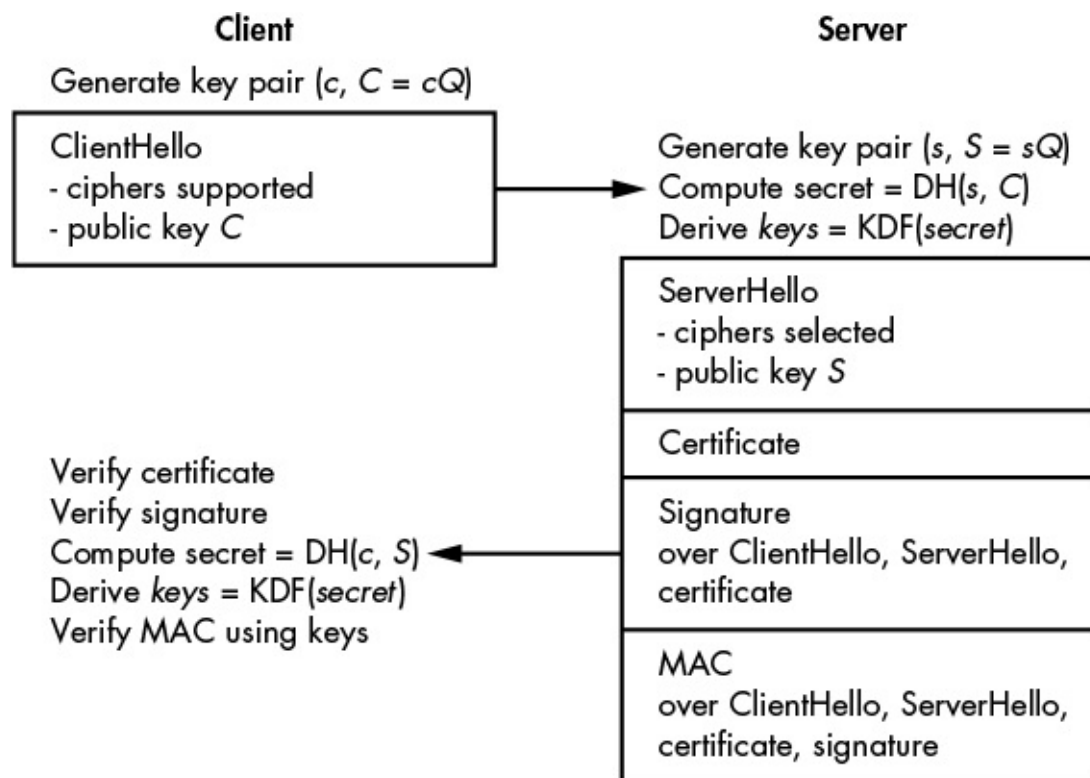 Client
Generate key pair (c, C = cQ)
ClientHello
- ciphers supported
- public key C
Server
Generate key pair (s, S = sQ)
Compute secret = DH(s, C)
Derive keys = KDF(secret)
ServerHello
- ciphers selected
- public key S
Certificate
Signature
over ClientHello, ServerHello,
certificate
MAC
over ClientHello, ServerHello,
certificate, signature
Verify certificate
Verify signature
Compute secret = DH(c, S)
Derive keys = KDF(secret)
Verify MAC using keys